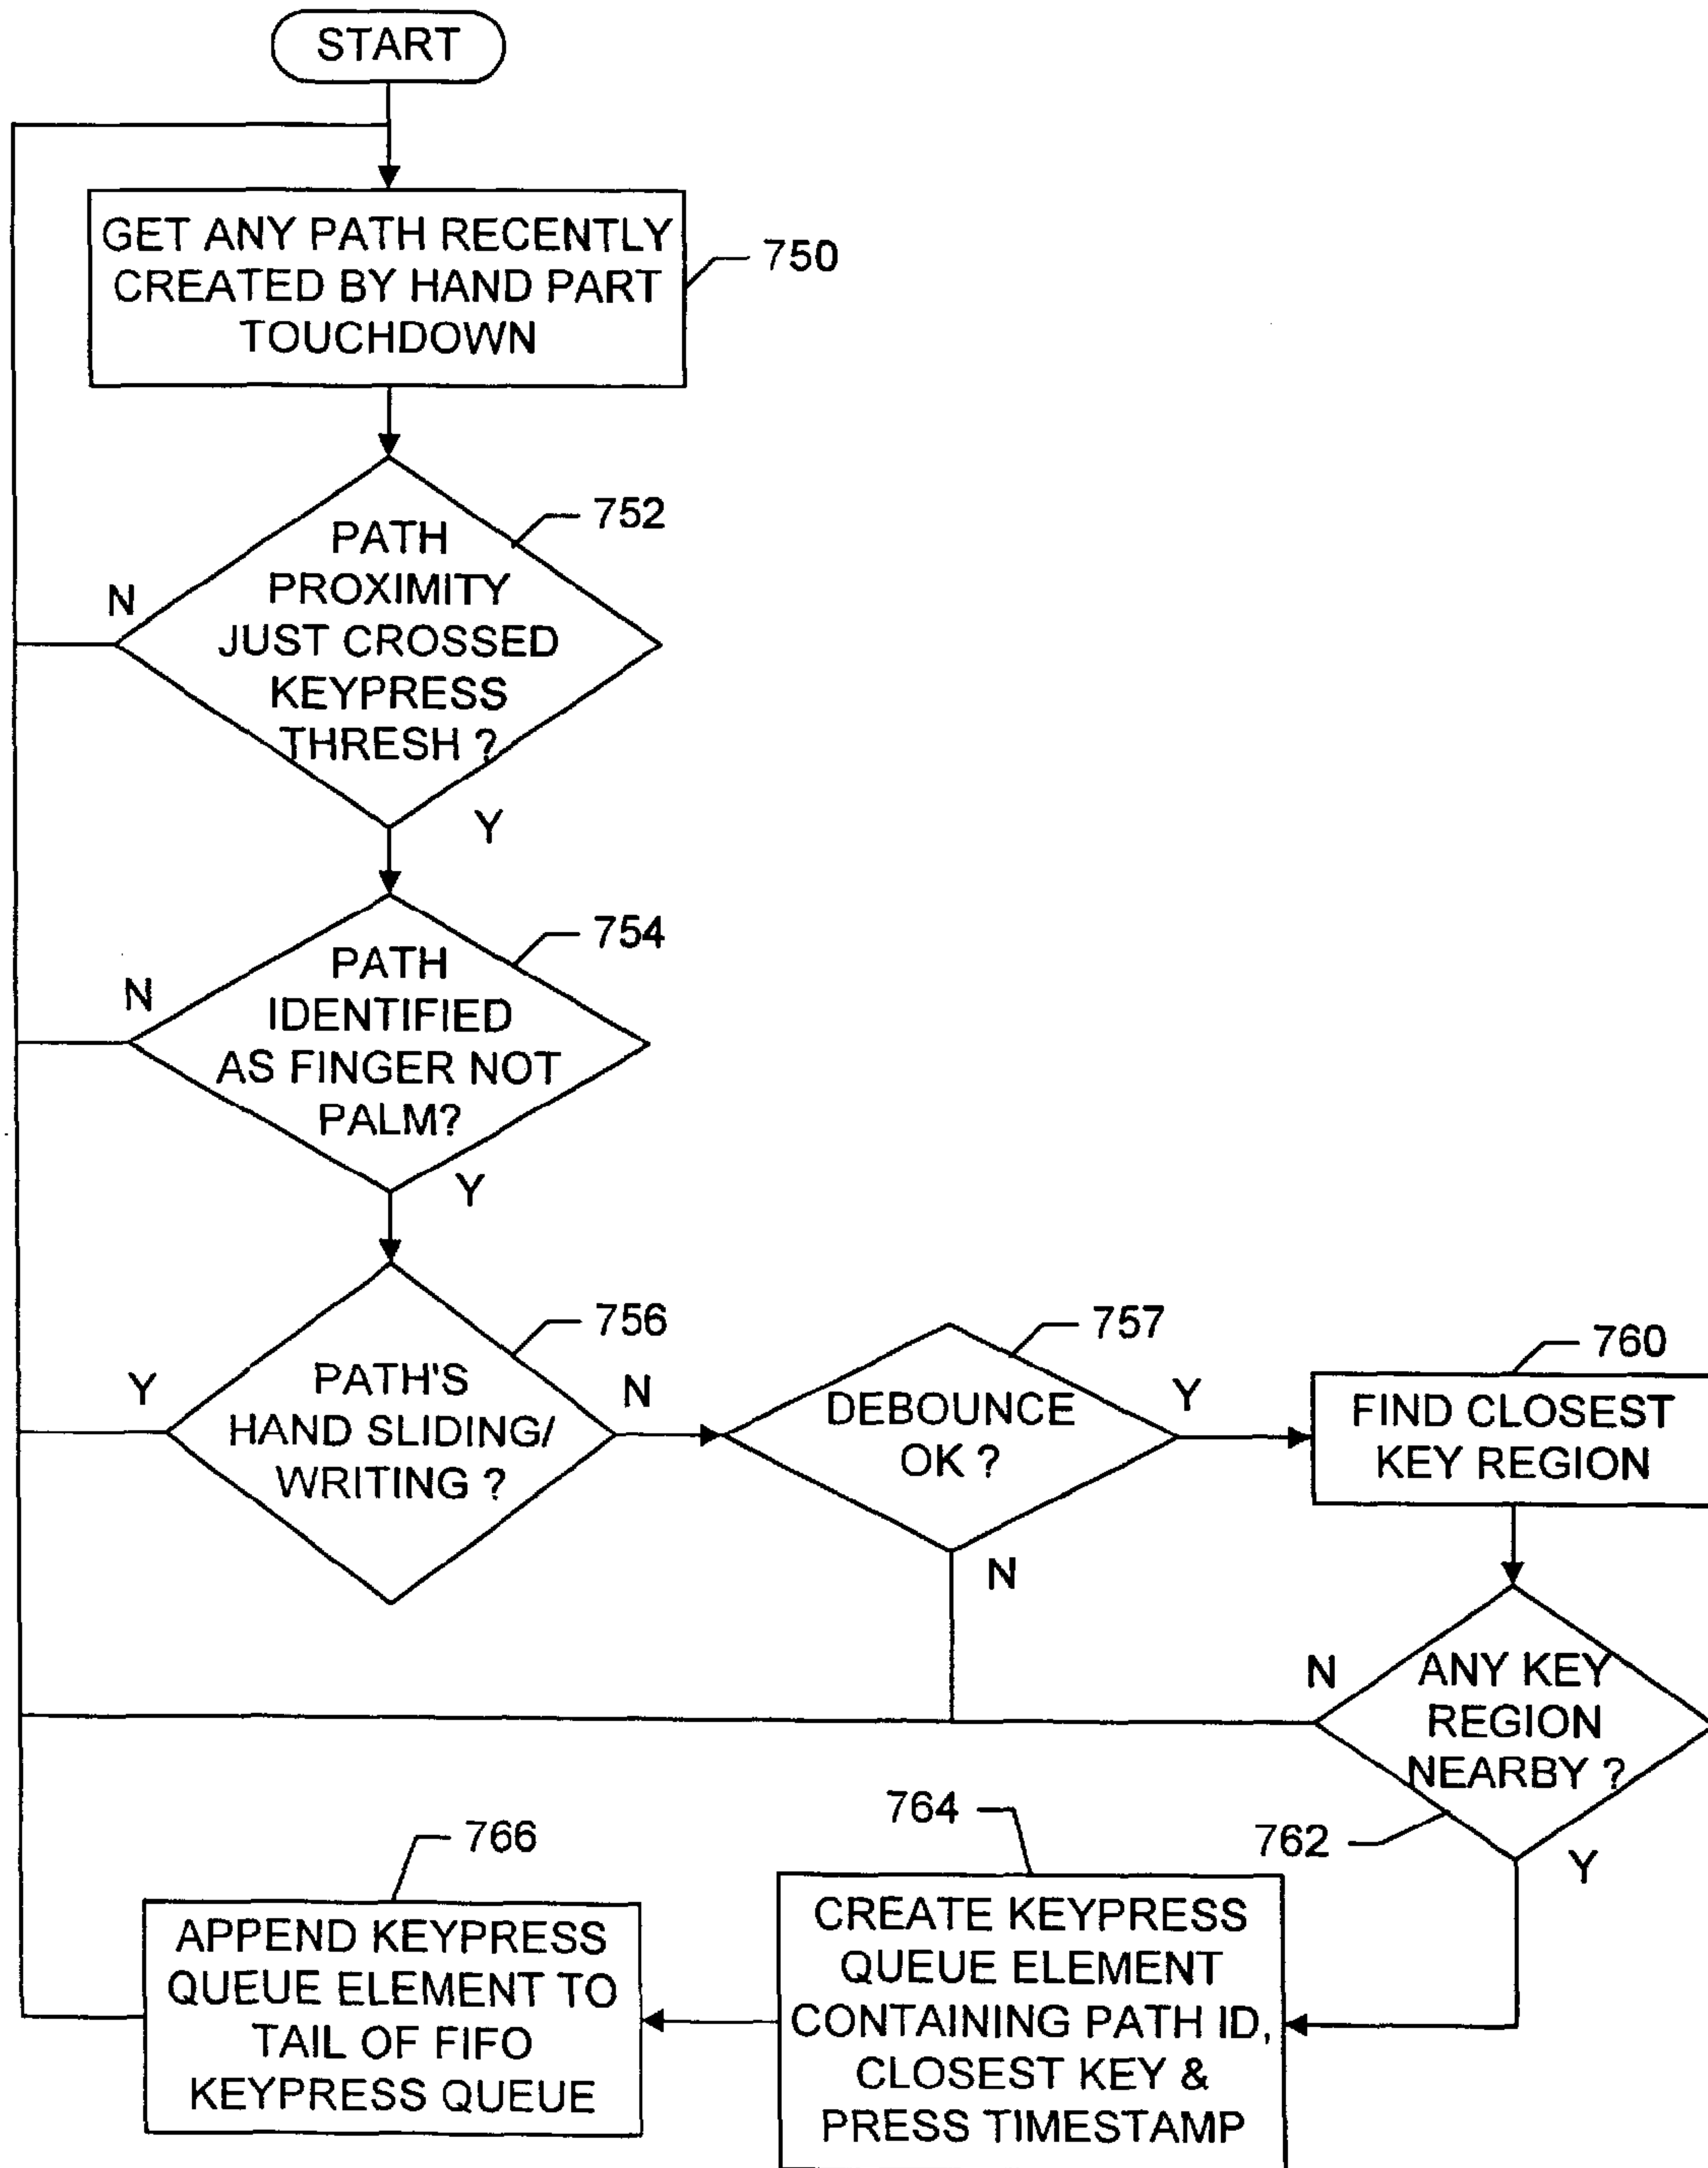 START
GET ANY PATH RECENTLY
CREATED BY HAND PART
TOUCHDOWN
750
752
PATH
PROXIMITY
JUST CROSSED
KEYPRESS
THRESH ?
N
Y
754
PATH
IDENTIFIED
AS FINGER NOT
PALM?
N
Y
756
PATH'S
HAND SLIDING/
WRITING ?
Y
N
757
DEBOUNCE
OK ?
Y
N
760
FIND CLOSEST
KEY REGION
ANY KEY
REGION
NEARBY ?
N
762
Y
764
CREATE KEYPRESS
QUEUE ELEMENT
CONTAINING PATH ID,
CLOSEST KEY &
PRESS TIMESTAMP
766
APPEND KEYPRESS
QUEUE ELEMENT TO
TAIL OF FIFO
KEYPRESS QUEUE